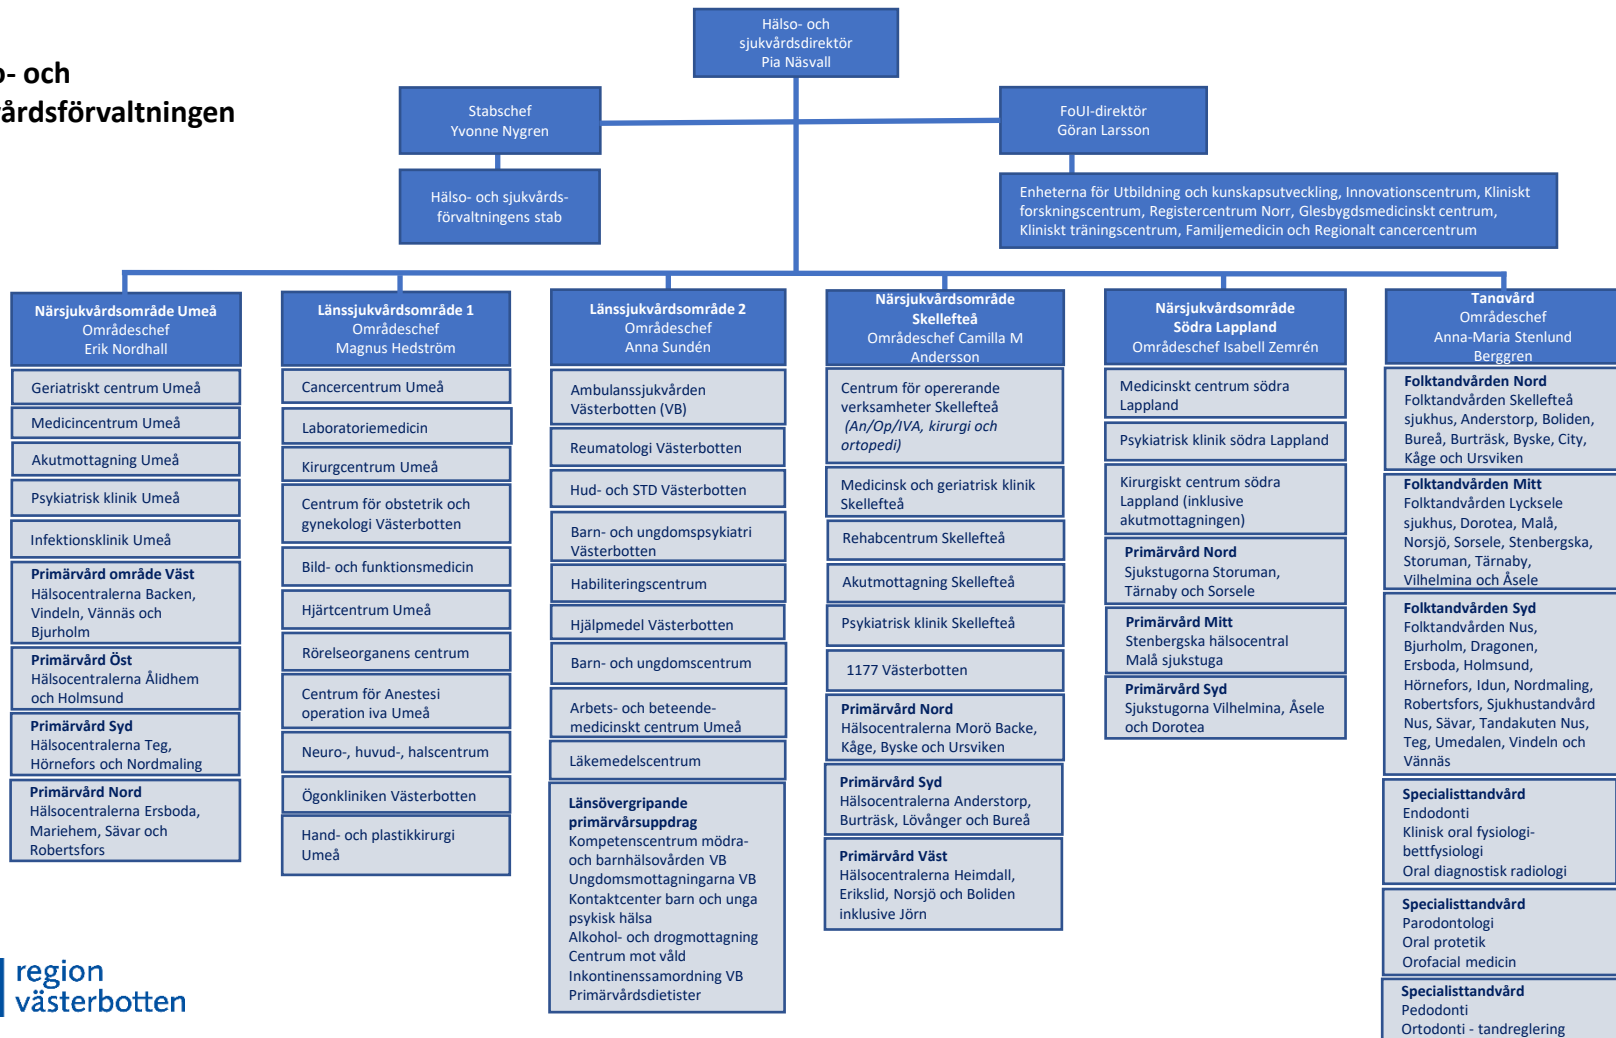 Hälso- och
sjukvårdsdirektör
Pia Näsvall
- och
årdsförvaltningen
Stabschef
Yvonne Nygren
FoUI-direktör
Göran Larsson
Hälso- och sjukvårds-
förvaltningens stab
Enheterna för Utbildning och kunskapsutveckling, Innovationscentrum, Kliniskt
forskningscentrum, Registercentrum Norr, Glesbygdsmedicinskt centrum,
Kliniskt träningscentrum, Familjemedicin och Regionalt cancercentrum
Närsjukvårdsområde Umeå
Områdeschef
Erik Nordhall
Geriatriskt centrum Umeå
Medicincentrum Umeå
Akutmottagning Umeå
Psykiatrisk klinik Umeå
Infektionsklinik Umeå
Primärvård område Väst
Hälsocentralerna Backen,
Vindeln, Vännäs och
Bjurholm
Primärvård Öst
Hälsocentralerna Ålidhem
och Holmsund
Primärvård Syd
Hälsocentralerna Teg,
Hörnefors och Nordmaling
Primärvård Nord
Hälsocentralerna Ersboda,
Mariehem, Sävar och
Robertsfors
Länssjukvårdsområde 1
Områdeschef
Magnus Hedström
Cancercentrum Umeå
Laboratoriemedicin
Kirurgcentrum Umeå
Centrum för obstetrik och
gynekologi Västerbotten
Bild- och funktionsmedicin
Hjärtcentrum Umeå
Rörelseorganens centrum
Centrum för Anestesi
operation iva Umeå
Neuro-, huvud-, halscentrum
Ögonkliniken Västerbotten
Hand- och plastikkirurgi
Umeå
Länssjukvårdsområde 2
Områdeschef
Anna Sundén
Ambulanssjukvården
Västerbotten (VB)
Reumatologi Västerbotten
Hud- och STD Västerbotten
Barn- och ungdomspsykiatri
Västerbotten
Habiliteringscentrum
Hjälpmedel Västerbotten
Barn- och ungdomscentrum
Arbets- och beteende-
medicinskt centrum Umeå
Läkemedelscentrum
Länsövergripande
primärvårsuppdrag
Kompetenscentrum mödra-
och barnhälsovården VB
Ungdomsmottagningarna VB
Kontaktcenter barn och unga
psykisk hälsa
Alkohol- och drogmottagning
Centrum mot våld
Inkontinenssamordning VB
Primärvårdsdietister
Närsjukvårdsområde
Skellefteå
Områdeschef Camilla M
Andersson
Centrum för opererande
verksamheter Skellefteå
(An/Op/IVA, kirurgi och
ortopedi)
Medicinsk och geriatrisk klinik
Skellefteå
Rehabcentrum Skellefteå
Akutmottagning Skellefteå
Psykiatrisk klinik Skellefteå
1177 Västerbotten
Primärvård Nord
Hälsocentralerna Morö Backe,
Kåge, Byske och Ursviken
Primärvård Syd
Hälsocentralerna Anderstorp,
Burträsk, Lövånger och Bureå
Primärvård Väst
Hälsocentralerna Heimdall,
Erikslid, Norsjö och Boliden
inklusive Jörn
Närsjukvårdsområde
Södra Lappland
Områdeschef Isabell Zemrén
Medicinskt centrum södra
Lappland
Psykiatrisk klinik södra Lappland
Kirurgiskt centrum södra
Lappland (inklusive
akutmottagningen)
Primärvård Nord
Sjukstugorna Storuman,
Tärnaby och Sorsele
Primärvård Mitt
Stenbergska hälsocentral
Malå sjukstuga
Primärvård Syd
Sjukstugorna Vilhelmina, Åsele
och Dorotea
Tandvård
Områdeschef
Anna-Maria Stenlund
Berggren
Folktandvården Nord
Folktandvården Skellefteå
sjukhus, Anderstorp, Boliden,
Bureå, Burträsk, Byske, City,
Kåge och Ursviken
Folktandvården Mitt
Folktandvården Lycksele
sjukhus, Dorotea, Malå,
Norsjö, Sorsele, Stenbergska,
Storuman, Tärnaby,
Vilhelmina och Åsele
Folktandvården Syd
Folktandvården Nus,
Bjurholm, Dragonen,
Ersboda, Holmsund,
Hörnefors, Idun, Nordmaling,
Robertsfors, Sjukhustandvård
Nus, Sävar, Tandakuten Nus,
Teg, Umedalen, Vindeln och
Vännäs
Specialisttandvård
Endodonti
Klinisk oral fysiologi-
bettfysiologi
Oral diagnostisk radiologi
Specialisttandvård
Parodontologi
Oral protetik
Orofacial medicin
Specialisttandvård
Pedodonti
Ortodonti - tandreglering
region
västerbotten